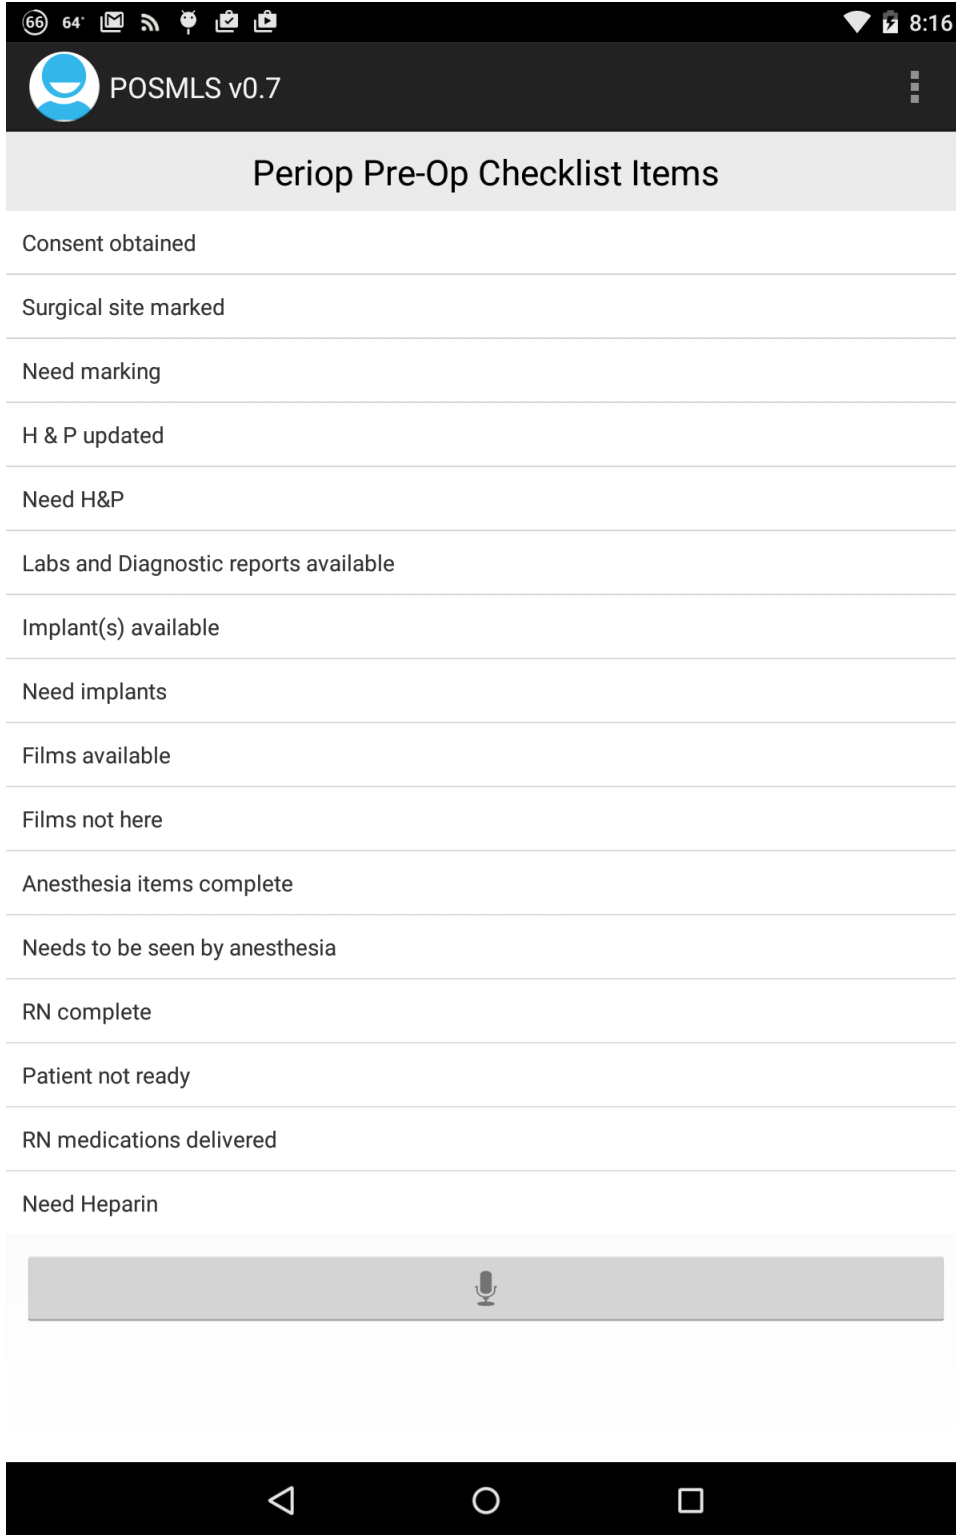 66 64° 8:16
POSMLS v0.7
Periop Pre-Op Checklist Items
Consent obtained
Surgical site marked
Need marking
H & P updated
Need H&P
Labs and Diagnostic reports available
Implant(s) available
Need implants
Films available
Films not here
Anesthesia items complete
Needs to be seen by anesthesia
RN complete
Patient not ready
RN medications delivered
Need Heparin